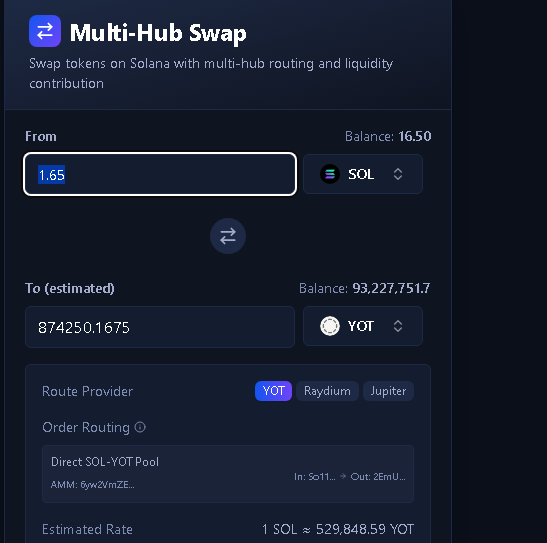 Multi-Hub Swap
Swap tokens on Solana with multi-hub routing and liquidity
contribution
From Balance: 16.50
1.65 SOL
To (estimated) Balance: 93,227,751.7
874250.1675 YOT
Route Provider YOT Raydium Jupiter
Order Routing
Direct SOL-YOT Pool
AMM: 6yw2VmZE... In: So11... → Out: 2EmU...
Estimated Rate 1 SOL ≈ 529,848.59 YOT